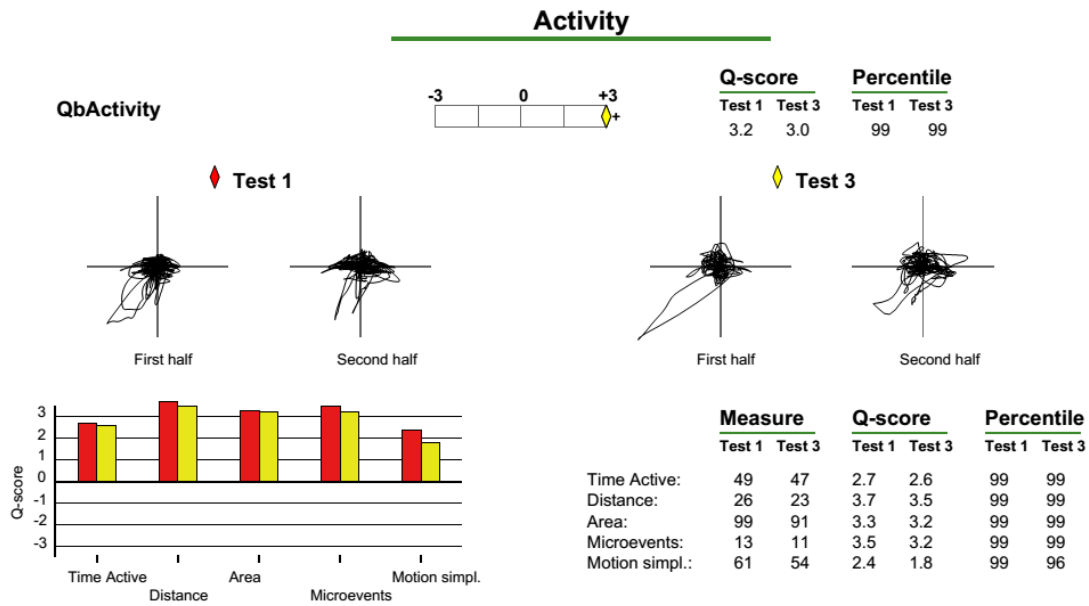 Activity
QbActivity
-3 0 +3
+
Q-score Percentile
Test 1 Test 3 Test 1 Test 3
3.2 3.0 99 99
Test 1
Test 3
First half Second half
First half Second half
Q-score
3
2
1
0
-1
-2
-3
Time Active Area Motion simpl.
Distance Microevents
Measure Q-score Percentile
Test 1 Test 3 Test 1 Test 3 Test 1 Test 3
Time Active: 49 47 2.7 2.6 99 99
Distance: 26 23 3.7 3.5 99 99
Area: 99 91 3.3 3.2 99 99
Microevents: 13 11 3.5 3.2 99 99
Motion simpl.: 61 54 2.4 1.8 99 96